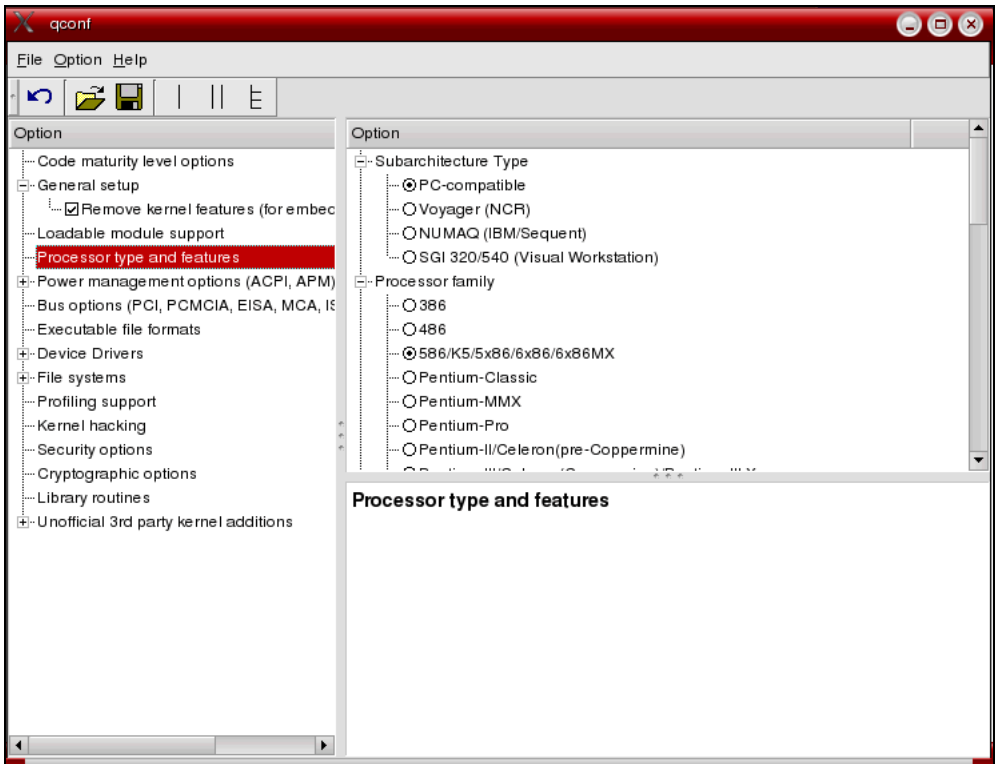 qconf
File Option Help
Option
Code maturity level options
General setup
Remove kernel features (for embec
Loadable module support
Processor type and features
Power management options (ACPI, APM)
Bus options (PCI, PCMCIA, EISA, MCA, IS
Executable file formats
Device Drivers
File systems
Profiling support
Kernel hacking
Security options
Cryptographic options
Library routines
Unofficial 3rd party kernel additions
Option
Subarchitecture Type
PC-compatible
Voyager (NCR)
NUMAQ (IBM/Sequent)
SGI 320/540 (Visual Workstation)
Processor family
386
486
586/K5/5x86/6x86/6x86MX
Pentium-Classic
Pentium-MMX
Pentium-Pro
Pentium-II/Celeron(pre-Coppermine)
Processor type and features